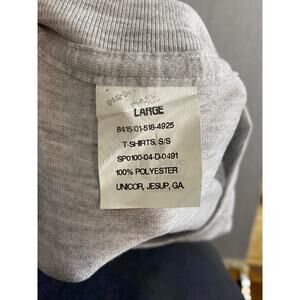 LARGE
8415-01-518-4925
T-SHIRTS, S/S
SP0100-04-D-0491
100% POLYESTER
UNICOR, JESUP, GA.